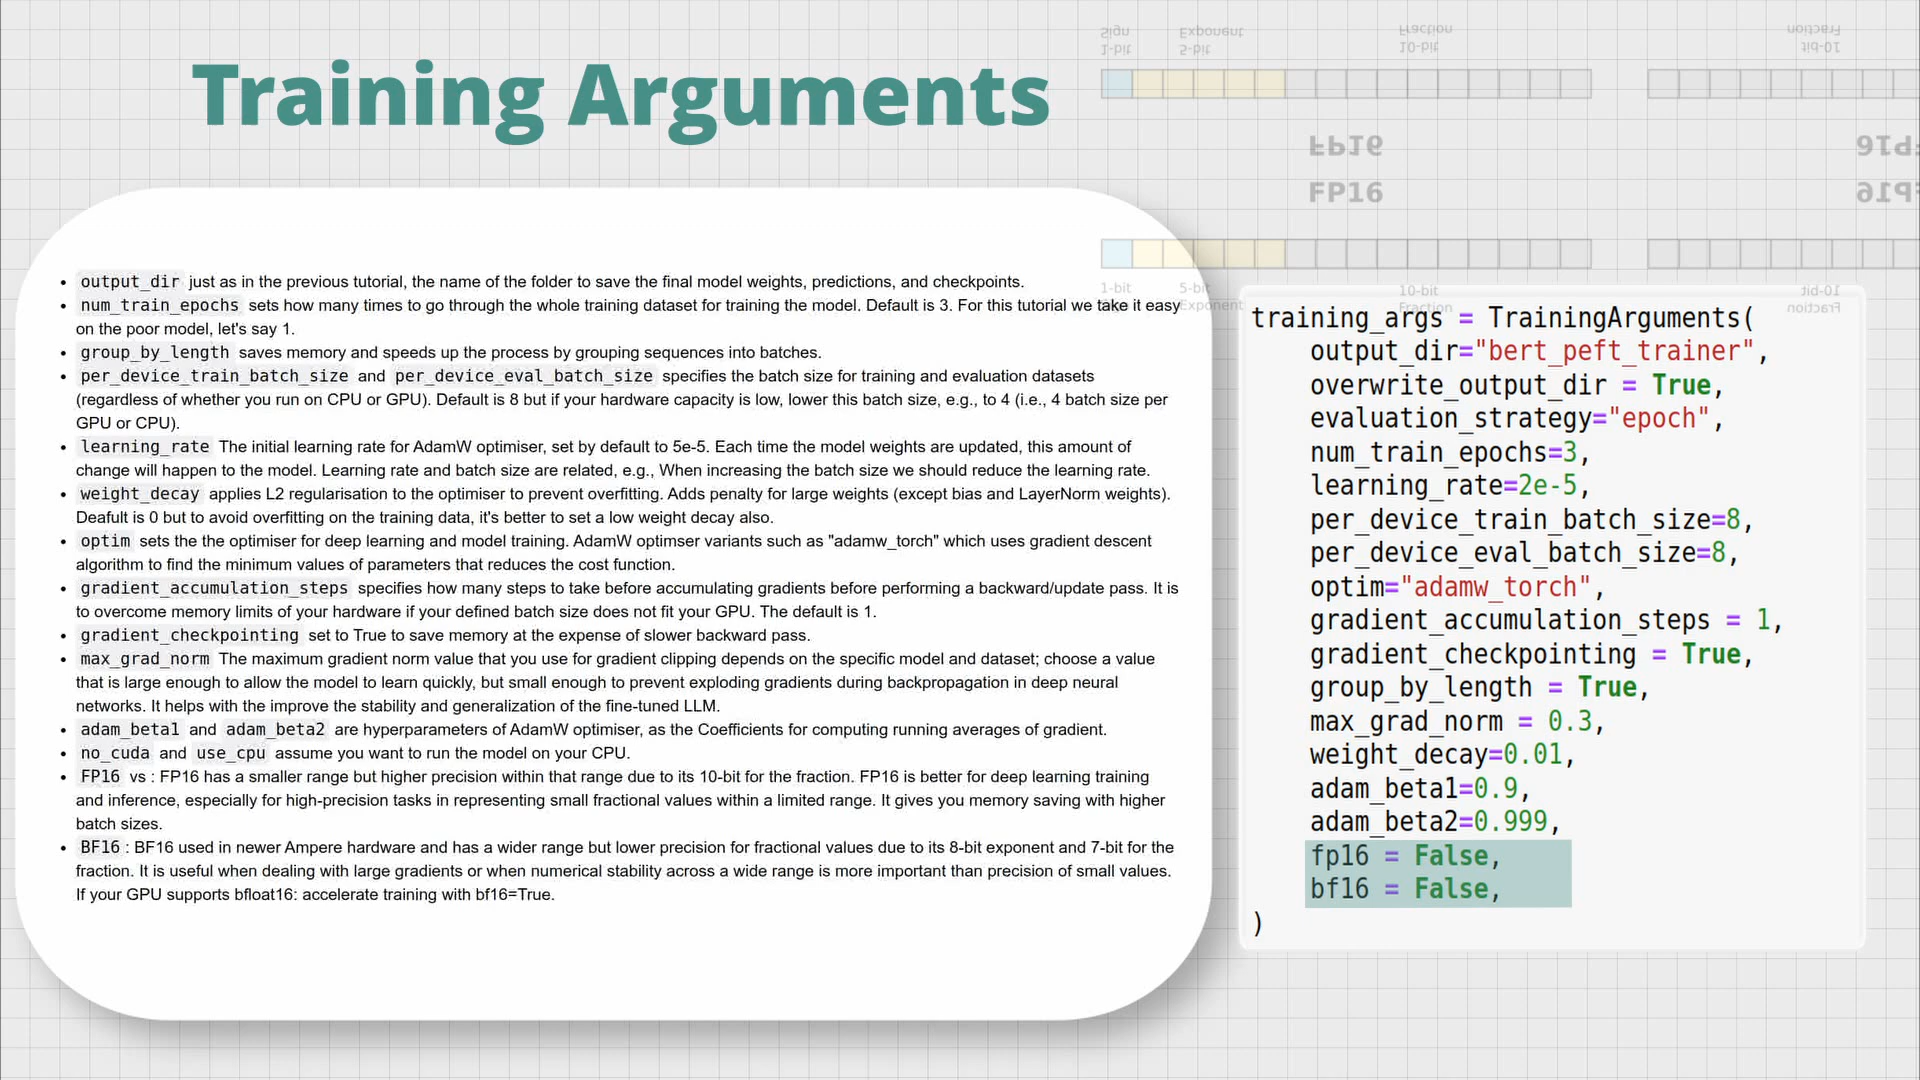 Training Arguments
Sign Exponent Fraction Fraction
1-bit 5-bit 10-bit 10-bit
FP16 FP16
FP16 FP16
1-bit 5-bit 10-bit 10-bit
Exponent Fraction Fraction
• output_dir just as in the previous tutorial, the name of the folder to save the final model weights, predictions, and checkpoints.
• num_train_epochs sets how many times to go through the whole training dataset for training the model. Default is 3. For this tutorial we take it easy
on the poor model, let's say 1.
• group_by_length saves memory and speeds up the process by grouping sequences into batches.
• per_device_train_batch_size and per_device_eval_batch_size specifies the batch size for training and evaluation datasets
(regardless of whether you run on CPU or GPU). Default is 8 but if your hardware capacity is low, lower this batch size, e.g., to 4 (i.e., 4 batch size per
GPU or CPU).
• learning_rate The initial learning rate for AdamW optimiser, set by default to 5e-5. Each time the model weights are updated, this amount of
change will happen to the model. Learning rate and batch size are related, e.g., When increasing the batch size we should reduce the learning rate.
• weight_decay applies L2 regularisation to the optimiser to prevent overfitting. Adds penalty for large weights (except bias and LayerNorm weights).
Deafult is 0 but to avoid overfitting on the training data, it's better to set a low weight decay also.
• optim sets the the optimiser for deep learning and model training. AdamW optimser variants such as "adamw_torch" which uses gradient descent
algorithm to find the minimum values of parameters that reduces the cost function.
• gradient_accumulation_steps specifies how many steps to take before accumulating gradients before performing a backward/update pass. It is
to overcome memory limits of your hardware if your defined batch size does not fit your GPU. The default is 1.
• gradient_checkpointing set to True to save memory at the expense of slower backward pass.
• max_grad_norm The maximum gradient norm value that you use for gradient clipping depends on the specific model and dataset; choose a value
that is large enough to allow the model to learn quickly, but small enough to prevent exploding gradients during backpropagation in deep neural
networks. It helps with the improve the stability and generalization of the fine-tuned LLM.
• adam_beta1 and adam_beta2 are hyperparameters of AdamW optimiser, as the Coefficients for computing running averages of gradient.
• no_cuda and use_cpu assume you want to run the model on your CPU.
• FP16 vs : FP16 has a smaller range but higher precision within that range due to its 10-bit for the fraction. FP16 is better for deep learning training
and inference, especially for high-precision tasks in representing small fractional values within a limited range. It gives you memory saving with higher
batch sizes.
• BF16 : BF16 used in newer Ampere hardware and has a wider range but lower precision for fractional values due to its 8-bit exponent and 7-bit for the
fraction. It is useful when dealing with large gradients or when numerical stability across a wide range is more important than precision of small values.
If your GPU supports bfloat16: accelerate training with bf16=True.
training_args = TrainingArguments(
output_dir="bert_peft_trainer",
overwrite_output_dir = True,
evaluation_strategy="epoch",
num_train_epochs=3,
learning_rate=2e-5,
per_device_train_batch_size=8,
per_device_eval_batch_size=8,
optim="adamw_torch",
gradient_accumulation_steps = 1,
gradient_checkpointing = True,
group_by_length = True,
max_grad_norm = 0.3,
weight_decay=0.01,
adam_beta1=0.9,
adam_beta2=0.999,
fp16 = False,
bf16 = False,
)